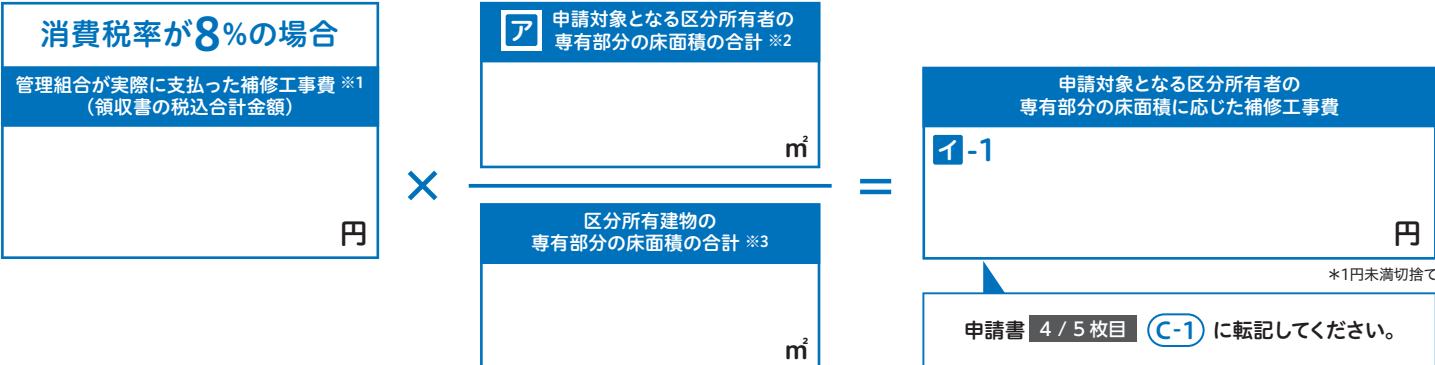 消費税率が8%の場合
管理組合が実際に支払った補修工事費 ※1
（領収書の税込合計金額）
円
×
ア 申請対象となる区分所有者の
専有部分の床面積の合計 ※2
㎡
区分所有建物の
専有部分の床面積の合計 ※3
㎡
=
申請対象となる区分所有者の
専有部分の床面積に応じた補修工事費
イ-1
円
＊1円未満切捨て
申請書 4/5枚目 C-1 に転記してください。